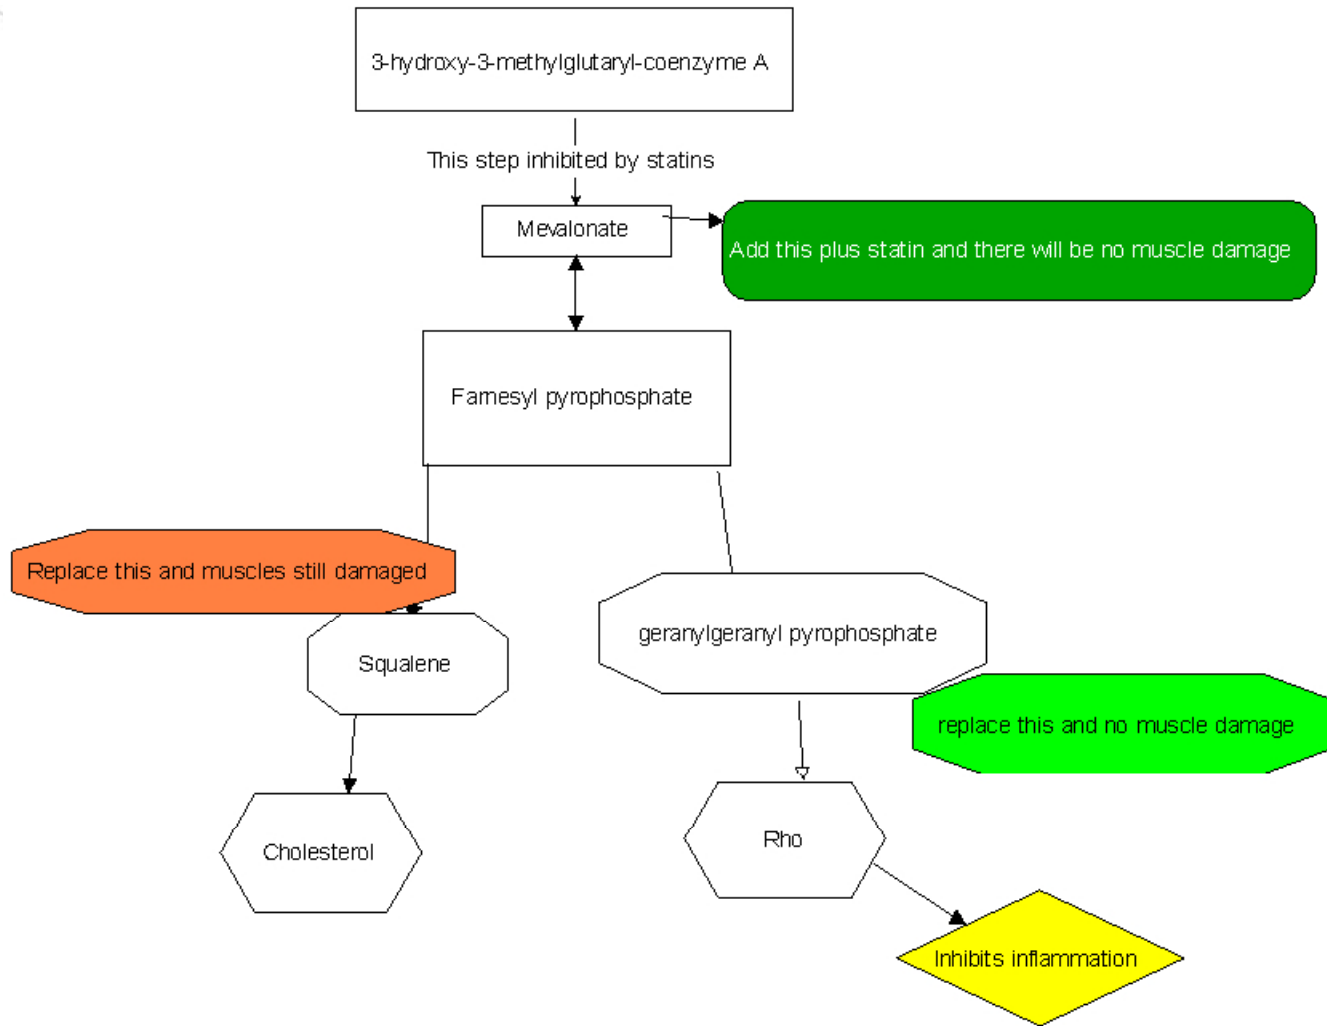 3-hydroxy-3-methylglutaryl-coenzyme A
This step inhibited by statins
Mevalonate
Add this plus statin and there will be no muscle damage
Farnesyl pyrophosphate
Replace this and muscles still damaged
geranylgeranyl pyrophosphate
Squalene
replace this and no muscle damage
Rho
Cholesterol
Inhibits inflammation